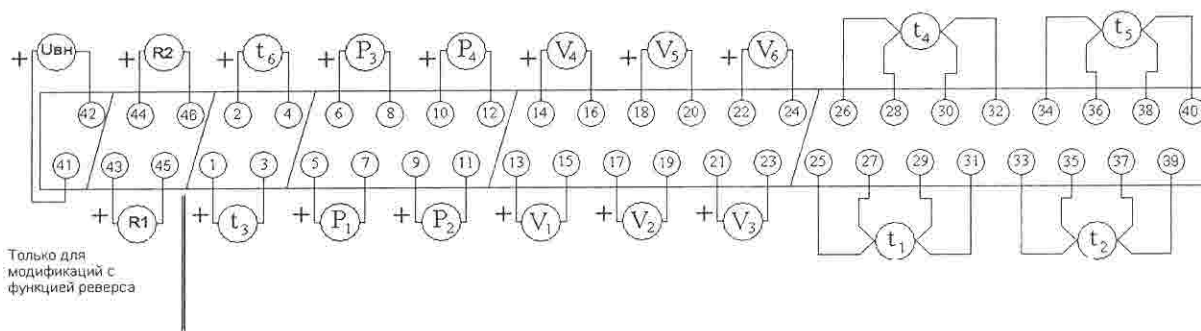 t₄ t₅
+ Uвн + R2 + t₆ + P₃ + P₄ + V₄ + V₅ + V₆
42 44 46 2 4 6 8 10 12 14 16 18 20 22 24 26 28 30 32 34 36 38 40
41 43 45 1 3 5 7 9 11 13 15 17 19 21 23 25 27 29 31 33 35 37 39
+ R1 + t₃ + P₁ + P₂ + V₁ + V₂ + V₃ t₁ t₂
Только для
модификаций с
функцией реверса